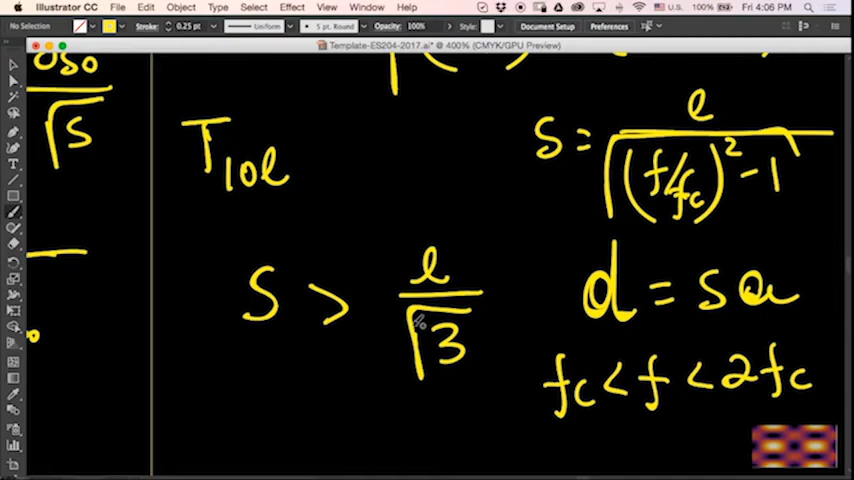 Illustrator CC File Edit Object Type Select Effect View Window Help U.S. 100% Fri 4:06 PM
No Selection Stroke: 0.25 pt Uniform 5 pt. Round Opacity: 100% Style: Document Setup Preferences
Template-ES204-2017.ai* @ 400% (CMYK/GPU Preview)
√S
T₁₀ₗ
S = l / √((f/fc)² - 1)
S > l / √3
d = s a
fc < f < 2fc